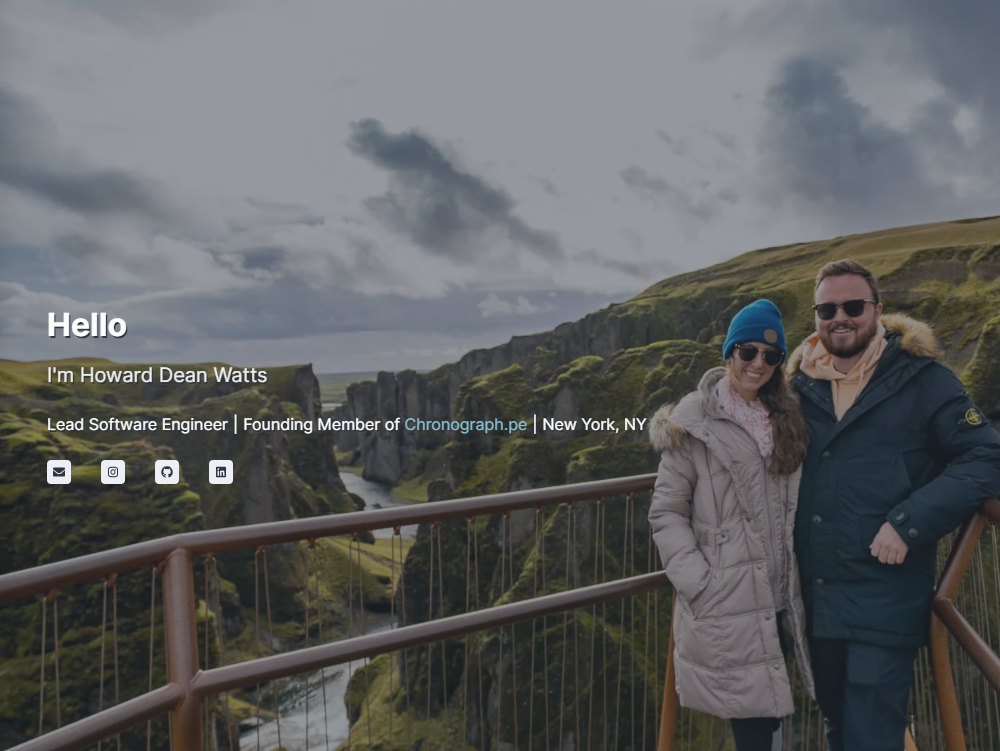 Hello
I'm Howard Dean Watts
Lead Software Engineer | Founding Member of Chronograph.pe | New York, NY